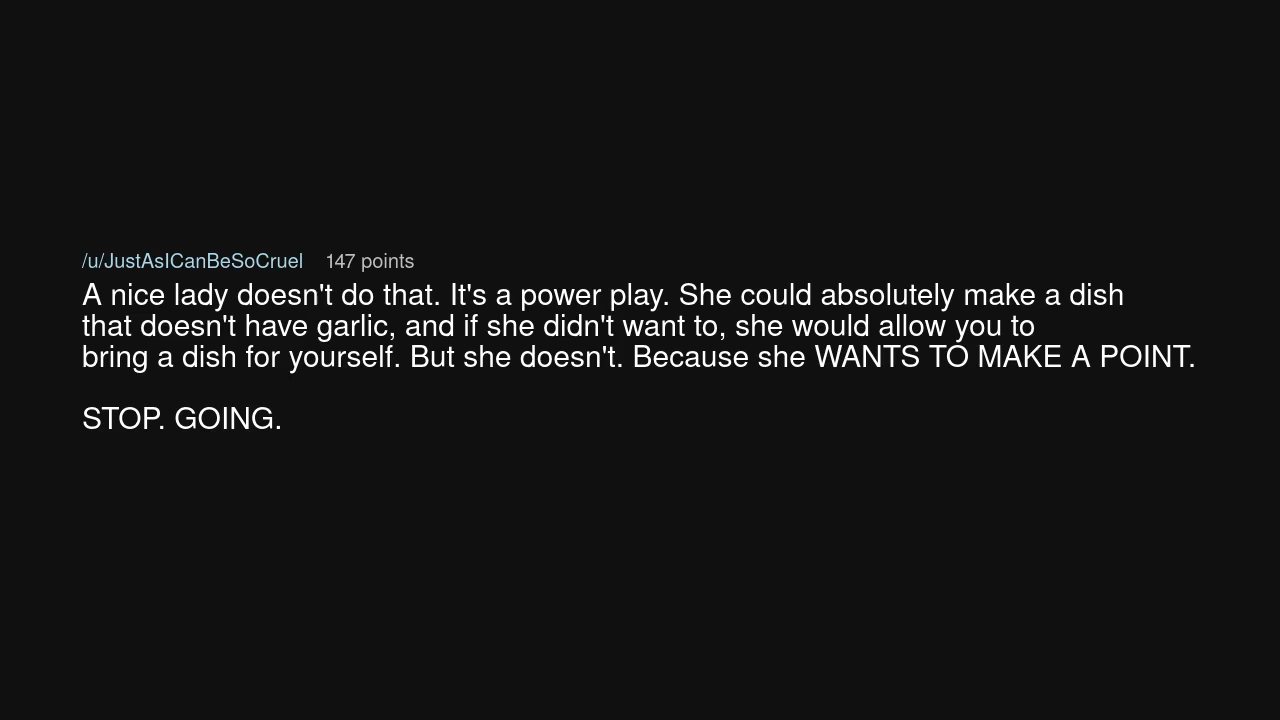 /u/JustAsICanBeSoCruel 147 points
A nice lady doesn't do that. It's a power play. She could absolutely make a dish
that doesn't have garlic, and if she didn't want to, she would allow you to
bring a dish for yourself. But she doesn't. Because she WANTS TO MAKE A POINT.
STOP. GOING.